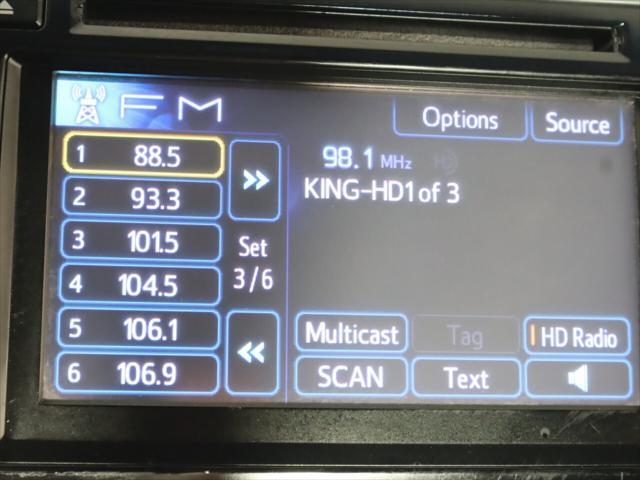 FM
Options
Source
1 88.5
2 93.3
3 101.5
4 104.5
5 106.1
6 106.9
>>
Set
3/6
<<
98.1 MHz
KING-HD1 of 3
Multicast
Tag
HD Radio
SCAN
Text